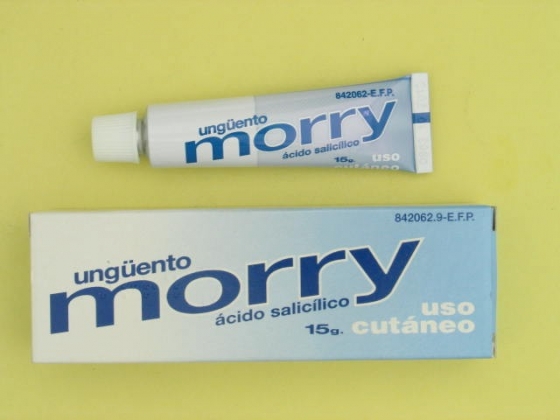 842062-E.F.P.
ungüento
morry
ácido salicílico
15g. uso
cutáneo
842062.9-E.F.P.
ungüento
morry
ácido salicílico
15g. uso
cutáneo